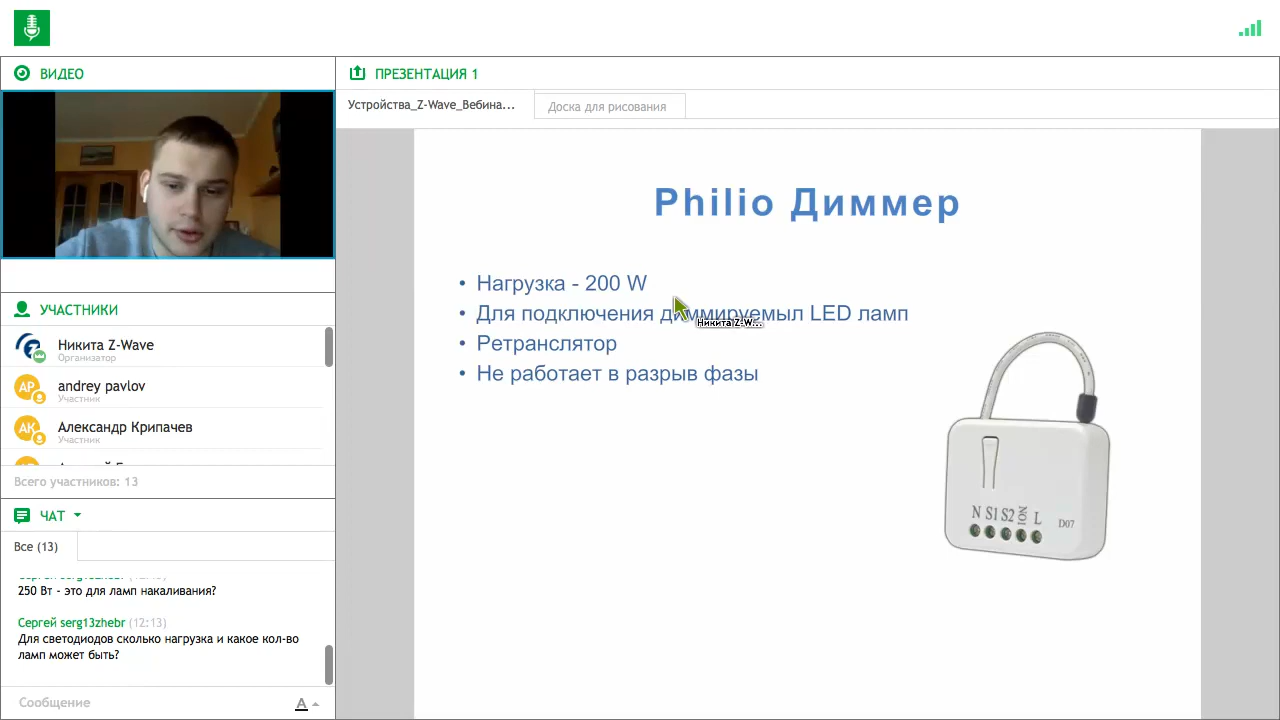 ВИДЕО
УЧАСТНИКИ
Никита Z-Wave
Организатор
AP
andrey pavlov
Участник
АК
Александр Крипачев
Участник
Всего участников: 13
ЧАТ
Все (13)
Сергей serg13zhebr
250 Вт - это для ламп накаливания?
Сергей serg13zhebr (12:13)
Для светодиодов сколько нагрузка и какое кол-во
ламп может быть?
Сообщение
A
ПРЕЗЕНТАЦИЯ 1
Устройства_Z-Wave_Вебина...
Доска для рисования
Philio Диммер
• Нагрузка - 200 W
• Для подключения диммируемыл LED ламп
Никита Z-W...
• Ретранслятор
• Не работает в разрыв фазы
N S1 S2 L D07